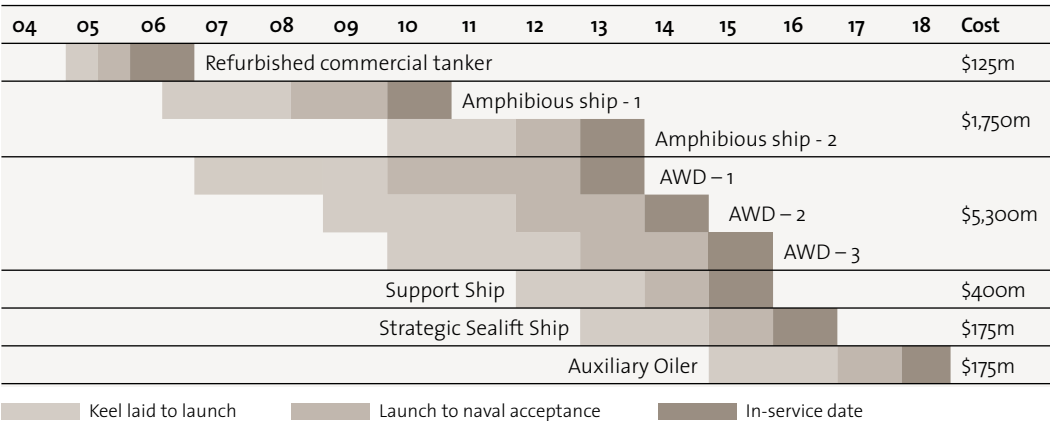 04 05 06 07 08 09 10 11 12 13 14 15 16 17 18 Cost
Refurbished commercial tanker $125m
Amphibious ship - 1
$1,750m
Amphibious ship - 2
AWD – 1
AWD – 2 $5,300m
AWD – 3
Support Ship $400m
Strategic Sealift Ship $175m
Auxiliary Oiler $175m
Keel laid to launch Launch to naval acceptance In-service date